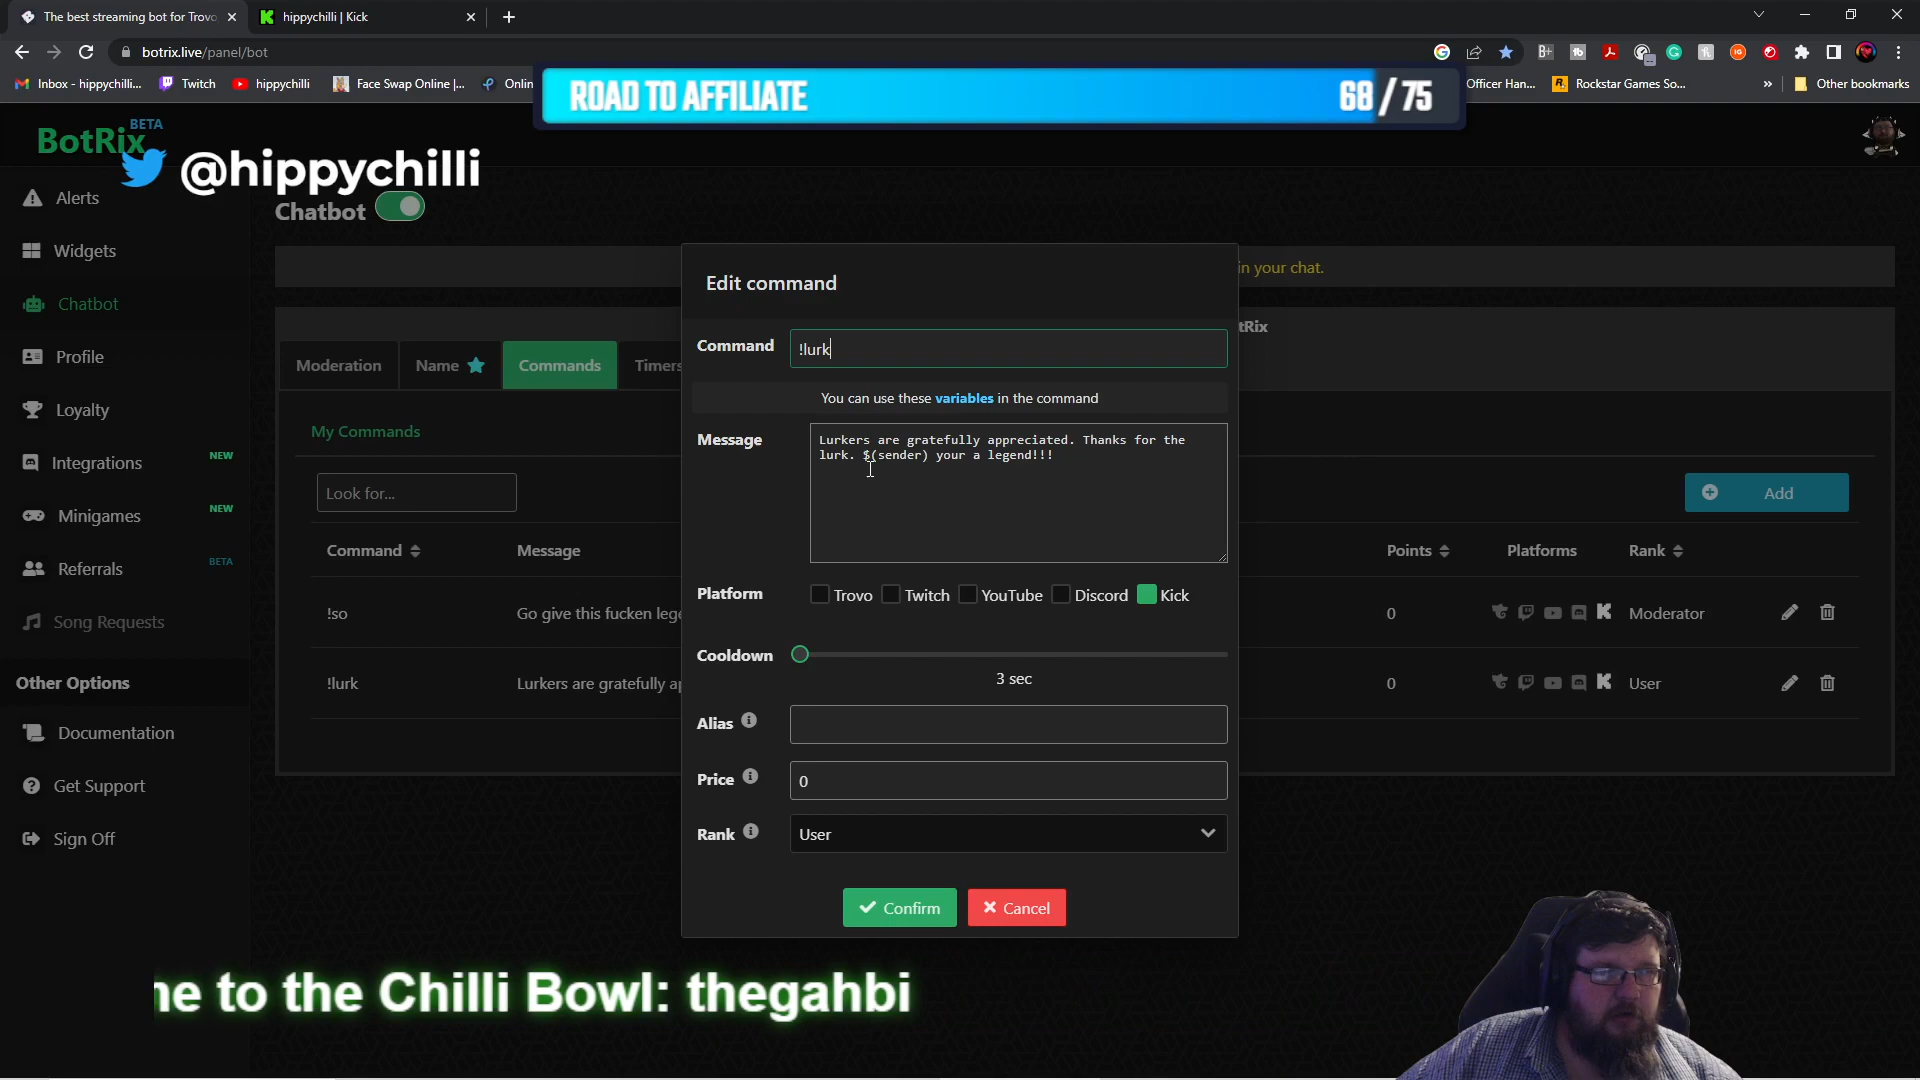 The best streaming bot for Trovo
hippychilli | Kick
botrix.live/panel/bot
Inbox - hippychilli...
Twitch
hippychilli
Face Swap Online |...
Onlin
Officer Han...
Rockstar Games So...
Other bookmarks
ROAD TO AFFILIATE
68/75
BotRix
BETA
@hippychilli
Alerts
Widgets
Chatbot
Profile
Loyalty
Integrations
NEW
Minigames
NEW
Referrals
BETA
Song Requests
Other Options
Documentation
Get Support
Sign Off
Chatbot
in your chat.
tRix
Moderation
Name
Commands
Timers
My Commands
Look for...
Add
Command
Message
Points
Platforms
Rank
!so
Go give this fucken lege
0
Moderator
!lurk
Lurkers are gratefully ap
0
User
Edit command
Command
!lurk
You can use these variables in the command
Message
Lurkers are gratefully appreciated. Thanks for the
lurk. $(sender) your a legend!!!
Platform
Trovo
Twitch
YouTube
Discord
Kick
Cooldown
3 sec
Alias
Price
0
Rank
User
Confirm
Cancel
ne to the Chilli Bowl: thegahbi